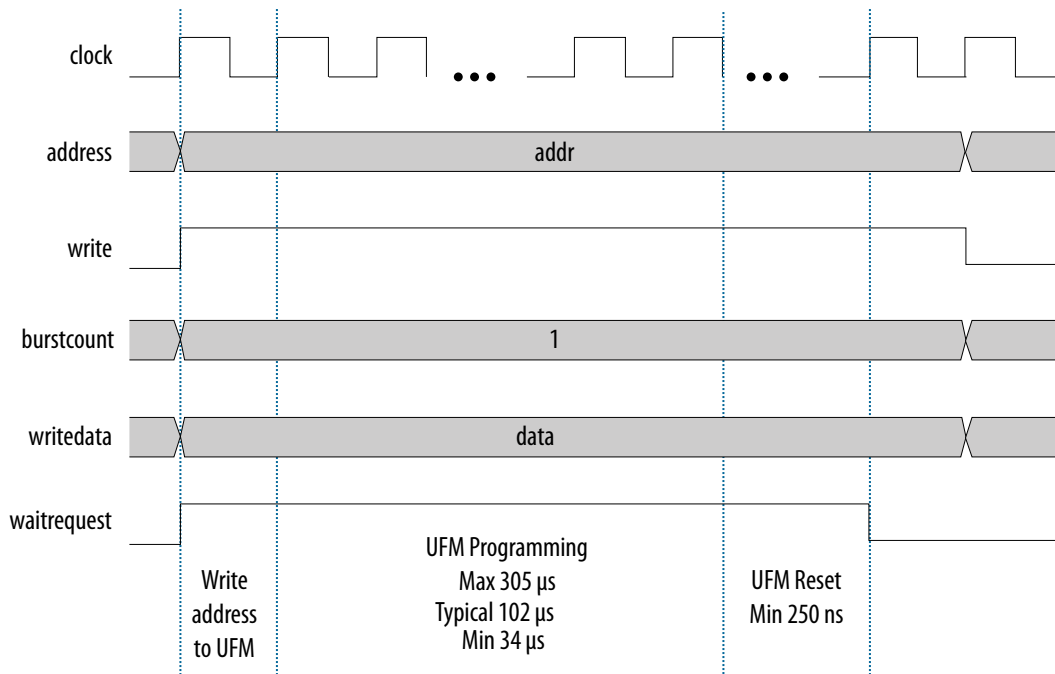 clock
address
addr
write
burstcount
1
writedata
data
waitrequest
Write
address
to UFM
UFM Programming
Max 305 µs
Typical 102 µs
Min 34 µs
UFM Reset
Min 250 ns